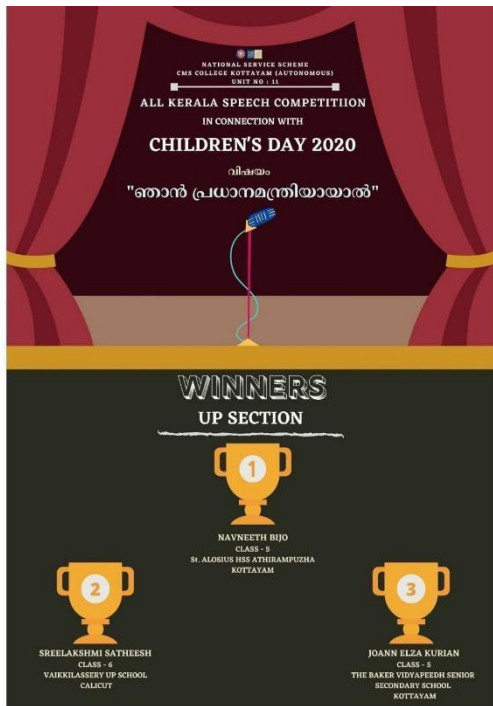 NATIONAL SERVICE SCHEME
CMS COLLEGE KOTTAYAM (AUTONOMOUS)
UNIT NO : 11
ALL KERALA SPEECH COMPETITIION
IN CONNECTION WITH
CHILDREN'S DAY 2020
വിഷയം
"ഞാൻ പ്രധാനമന്ത്രിയായാൽ"
WINNERS
UP SECTION
1
NAVNEETH BIJO
CLASS - 5
St. ALOSIUS HSS ATHIRAMPUZHA
KOTTAYAM
2
SREELAKSHMI SATHEESH
CLASS - 6
VAIKKILASSERY UP SCHOOL
CALICUT
3
JOANN ELZA KURIAN
CLASS - 5
THE BAKER VIDYAPEEDH SENIOR
SECONDARY SCHOOL
KOTTAYAM